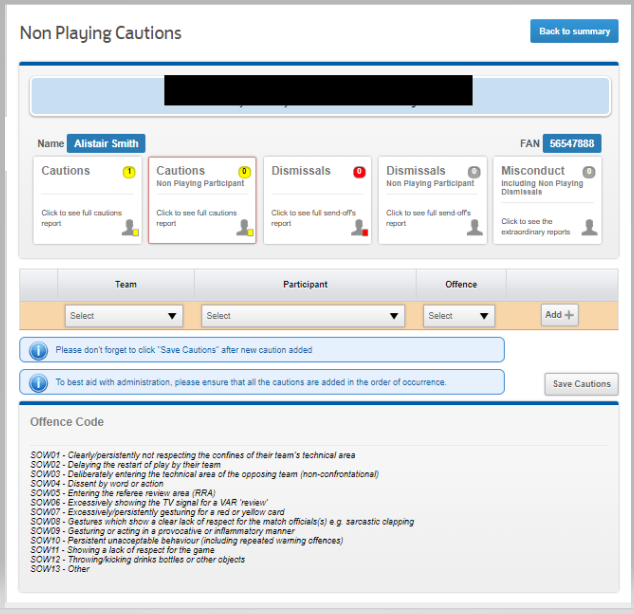 Non Playing Cautions
Back to summary
Name Alistair Smith
FAN 56547888
Cautions 1
Click to see full cautions
report
Cautions 0
Non Playing Participant
Click to see full cautions
report
Dismissals 0
Click to see full send-off's
report
Dismissals 0
Non Playing Participant
Click to see full send-off's
report
Misconduct 0
Including Non Playing
Dismissals
Click to see the
extraordinary reports
Team Participant Offence
Select Select Select Add +
Please don't forget to click "Save Cautions" after new caution added
To best aid with administration, please ensure that all the cautions are added in the order of occurrence.
Save Cautions
Offence Code
SOW01 - Clearly/persistently not respecting the confines of their team's technical area
SOW02 - Delaying the restart of play by their team
SOW03 - Deliberately entering the technical area of the opposing team (non-confrontational)
SOW04 - Dissent by word or action
SOW05 - Entering the referee review area (RRA)
SOW06 - Excessively showing the TV signal for a VAR 'review'
SOW07 - Excessively/persistently gesturing for a red or yellow card
SOW08 - Gestures which show a clear lack of respect for the match officials(s) e.g. sarcastic clapping
SOW09 - Gesturing or acting in a provocative or inflammatory manner
SOW10 - Persistent unacceptable behaviour (including repeated warning offences)
SOW11 - Showing a lack of respect for the game
SOW12 - Throwing/kicking drinks bottles or other objects
SOW13 - Other